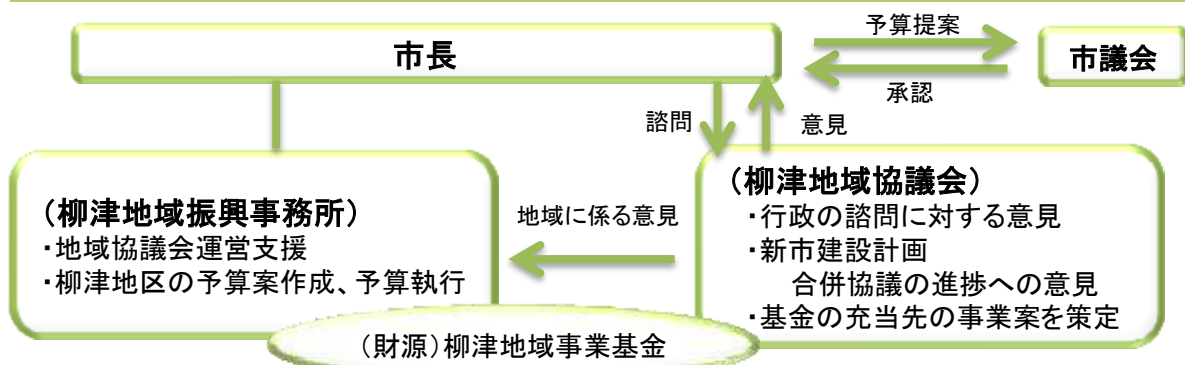 予算提案
市長
市議会
承認
諮問
意見
(柳津地域振興事務所)
・地域協議会運営支援
・柳津地区の予算案作成、予算執行
地域に係る意見
(柳津地域協議会)
・行政の諮問に対する意見
・新市建設計画
合併協議の進捗への意見
・基金の充当先の事業案を策定
(財源)柳津地域事業基金